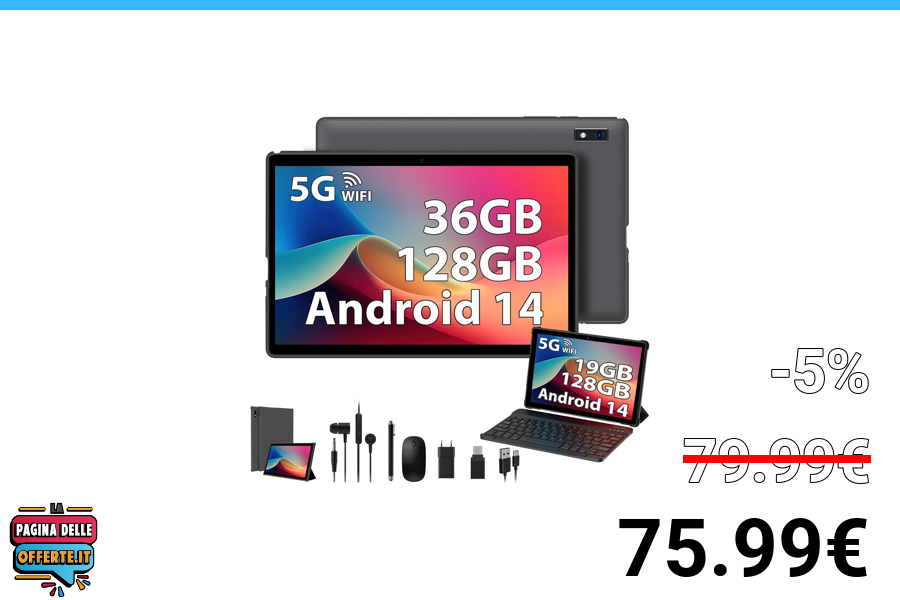 5G WIFI
36GB
128GB
Android 14
5G WIFI
19GB
128GB
Android 14
-5%
79.99€
75.99€
LA
PAGINA DELLE
OFFERTE.IT